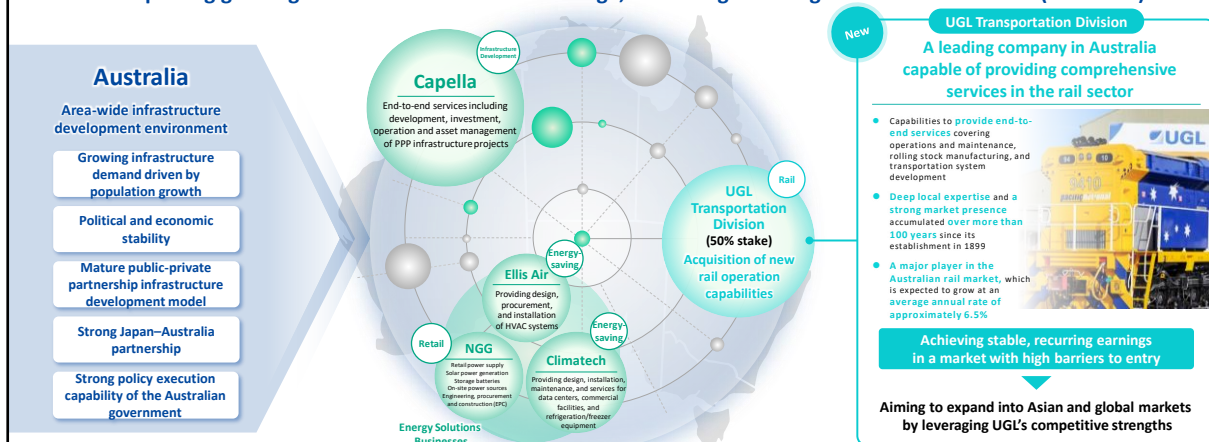 Australia
Area-wide infrastructure
development environment
Growing infrastructure
demand driven by
population growth
Political and economic
stability
Mature public-private
partnership infrastructure
development model
Strong Japan–Australia
partnership
Strong policy execution
capability of the Australian
government
Infrastructure
Development
Capella
End-to-end services including
development, investment,
operation and asset management
of PPP infrastructure projects
Rail
UGL
Transportation
Division
(50% stake)
Acquisition of new
rail operation
capabilities
Energy-
saving
Ellis Air
Providing design,
procurement,
and installation
of HVAC systems
Retail
NGG
Retail power supply
Solar power generation
Storage batteries
On-site power sources
Engineering, procurement
and construction (EPC)
Energy-
saving
Climatech
Providing design, installation,
maintenance, and services for
data centers, commercial
facilities, and
refrigeration/freezer
equipment
Energy Solutions
Businesses
New
UGL Transportation Division
A leading company in Australia
capable of providing comprehensive
services in the rail sector
Capabilities to provide end-to-
end services covering
operations and maintenance,
rolling stock manufacturing, and
transportation system
development
Deep local expertise and a
strong market presence
accumulated over more than
100 years since its
establishment in 1899
A major player in the
Australian rail market, which
is expected to grow at an
average annual rate of
approximately 6.5%
UGL
9410
Achieving stable, recurring earnings
in a market with high barriers to entry
Aiming to expand into Asian and global markets
by leveraging UGL's competitive strengths